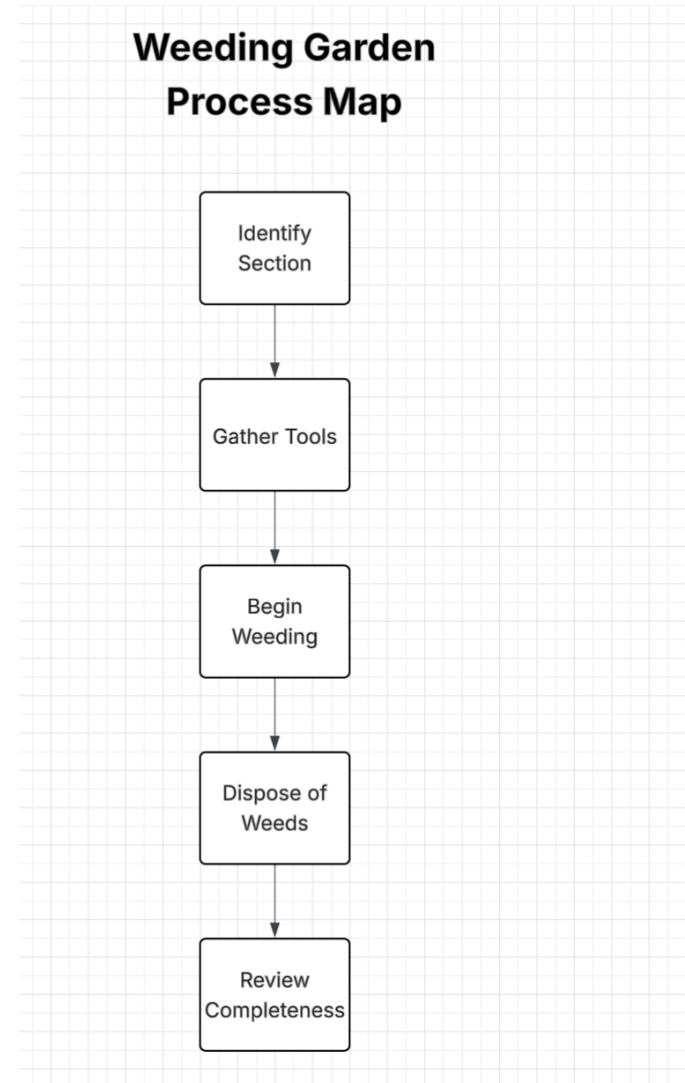 Weeding Garden
Process Map
Identify
Section
Gather Tools
Begin
Weeding
Dispose of
Weeds
Review
Completeness